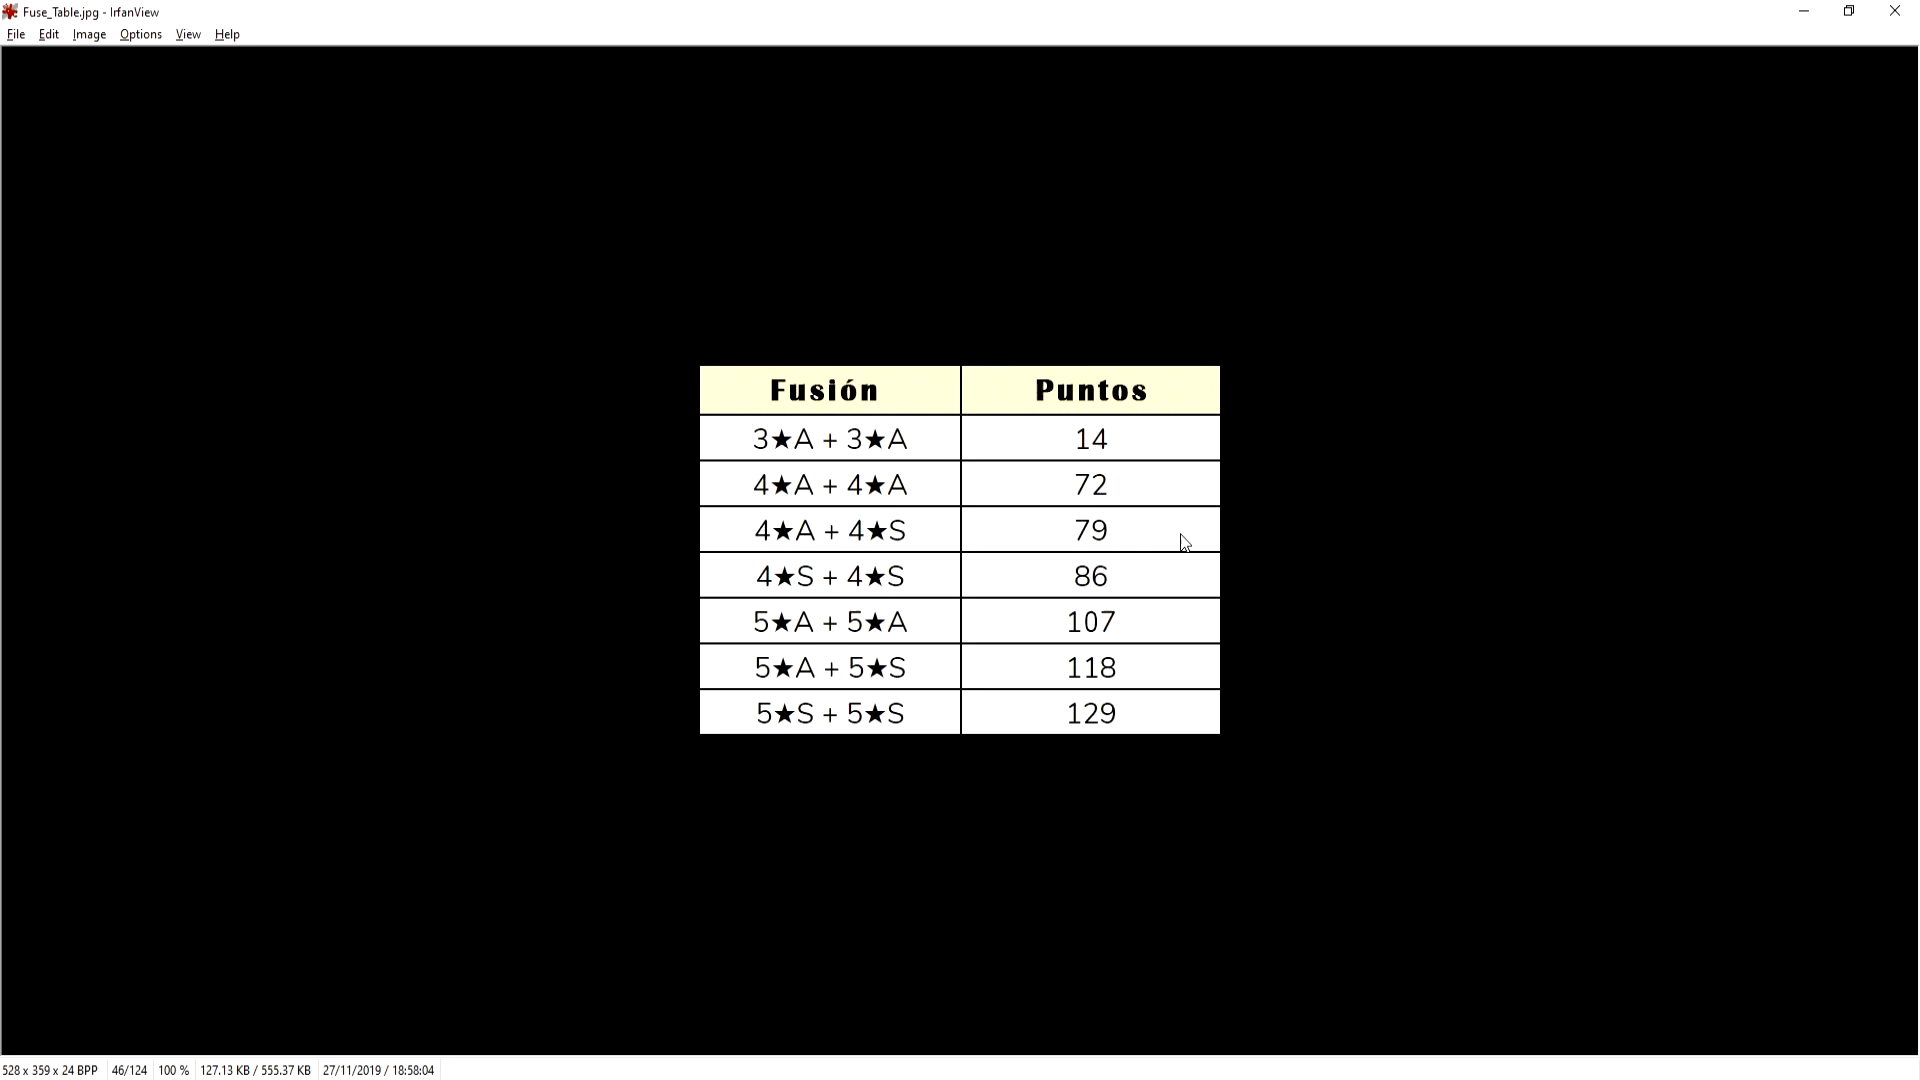 Fuse_Table.jpg - IrfanView
File Edit Image Options View Help
Fusión Puntos
3★A + 3★A 14
4★A + 4★A 72
4★A + 4★S 79
4★S + 4★S 86
5★A + 5★A 107
5★A + 5★S 118
5★S + 5★S 129
528 x 359 x 24 BPP 46/124 100 % 127.13 KB / 555.37 KB 27/11/2019 / 18:58:04